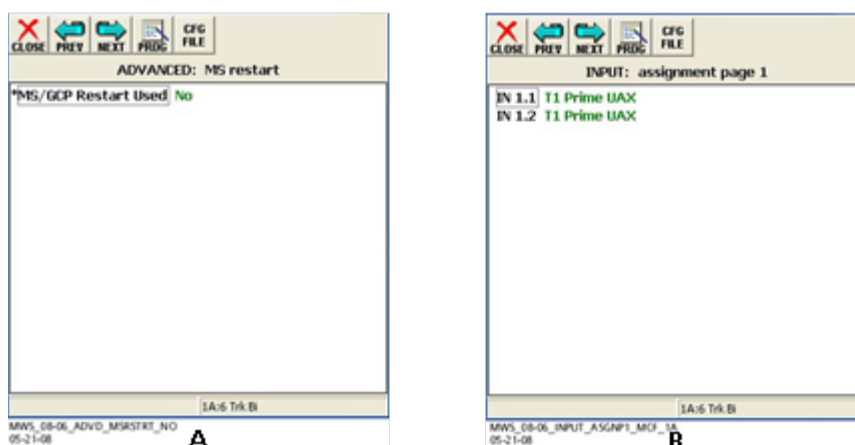 CLOSE PREV NEXT PROG CFG FILE
ADVANCED: MS restart
*MS/GCP Restart Used No
1A:6 Trk Bi
MWS_08-06_ADVD_MSRSTRT_NO
05-21-08
A
CLOSE PREV NEXT PROG CFG FILE
INPUT: assignment page 1
IN 1.1 T1 Prime UAX
IN 1.2 T1 Prime UAX
1A:6 Trk Bi
MWS_08-06_INPUT_ASGNP1_MCF_1A
05-21-08
B